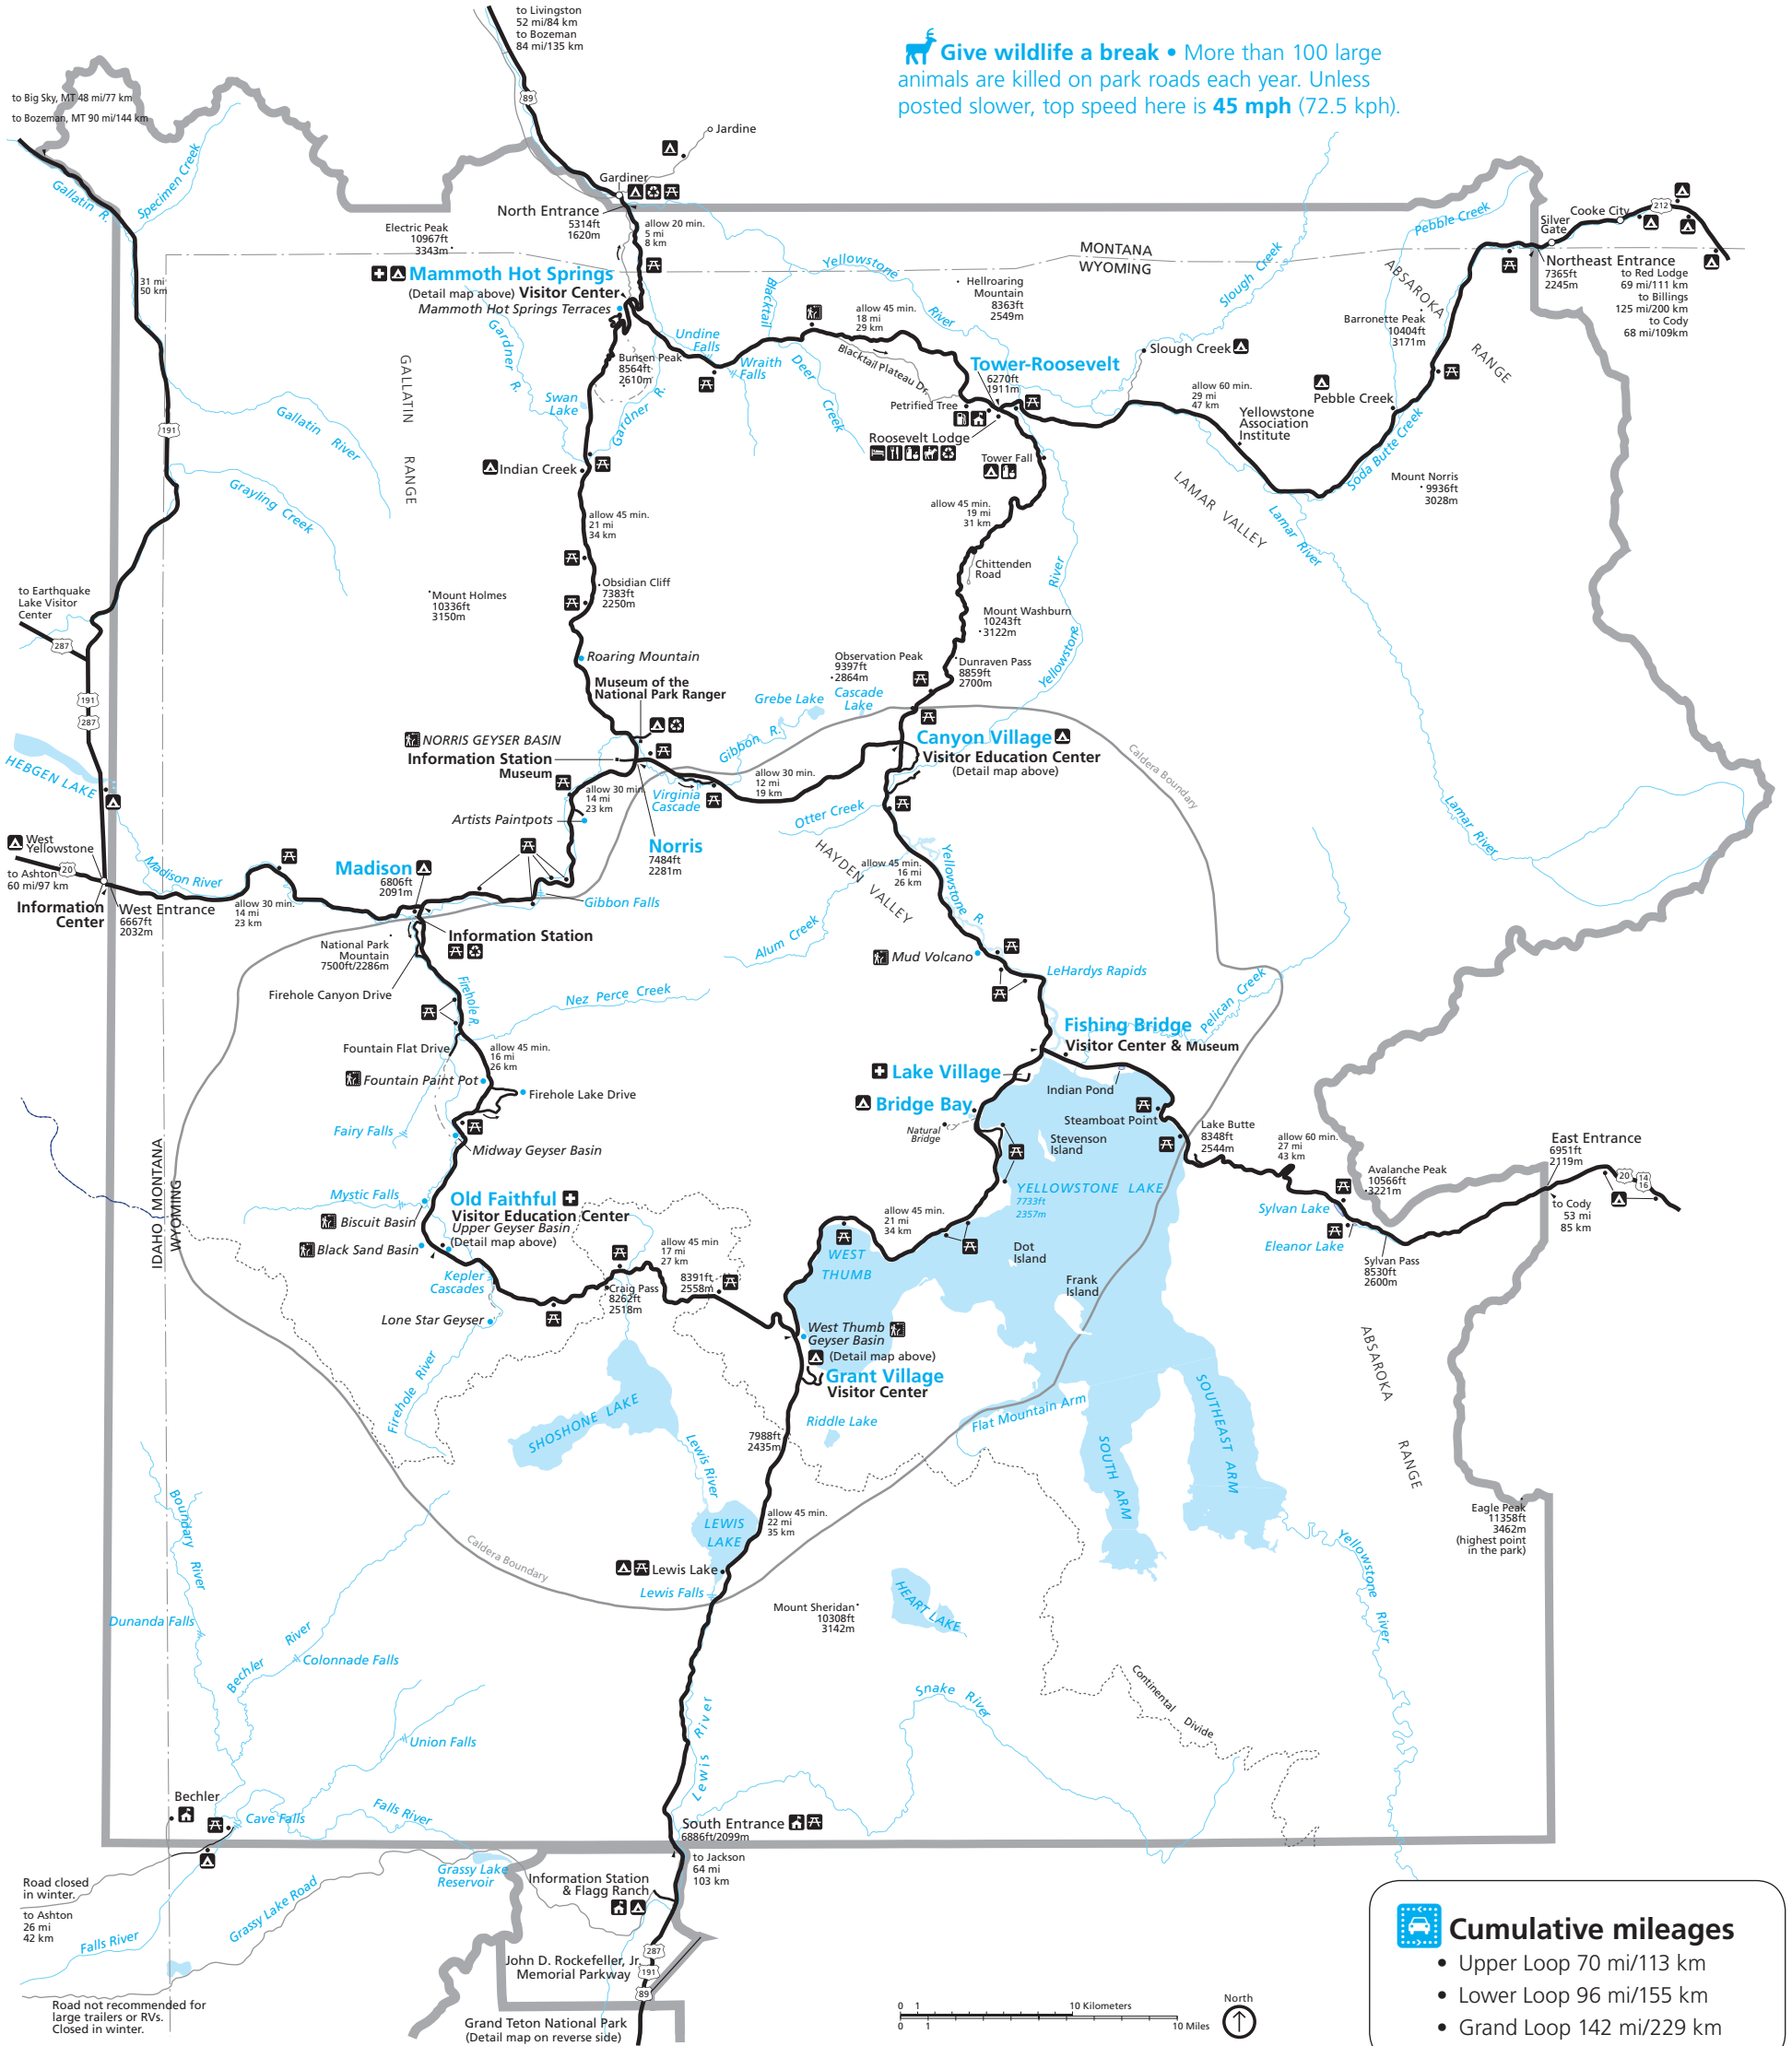 to Livingston
52 mi/84 km
to Bozeman
84 mi/135 km
Give wildlife a break • More than 100 large
animals are killed on park roads each year. Unless
posted slower, top speed here is 45 mph (72.5 kph).
to Big Sky, MT 48 mi/77 km
to Bozeman, MT 90 mi/144 km
89
Jardine
Gardiner
Gallatin R.
Specimen Creek
North Entrance
5314ft
1620m
allow 20 min.
5 mi
8 km
Electric Peak
10967ft
3343m
Pebble Creek
Silver
Gate
Cooke City
212
MONTANA
WYOMING
Northeast Entrance
7365ft
2245m
to Red Lodge
69 mi/111 km
to Billings
125 mi/200 km
to Cody
68 mi/109km
31 mi
50 km
Mammoth Hot Springs
(Detail map above) Visitor Center
Mammoth Hot Springs Terraces
Yellowstone
River
Blacktail
Deer
Creek
Hellroaring
Mountain
8363ft
2549m
Slough Creek
ABSAROKA
RANGE
Barronette Peak
10404ft
3171m
allow 45 min.
18 mi
29 km
Undine
Falls
Wraith
Falls
Blacktail Plateau Dr.
Gardner R.
GALLATIN
RANGE
Bunsen Peak
8564ft
2610m
Swan
Lake
Gardner R.
Tower-Roosevelt
6270ft
1911m
Slough Creek
Petrified Tree
Roosevelt Lodge
Tower Fall
allow 60 min.
29 mi
47 km
Pebble Creek
Yellowstone
Association
Institute
Soda Butte Creek
Mount Norris
9936ft
3028m
LAMAR VALLEY
Lamar River
191
Gallatin River
Grayling Creek
Indian Creek
allow 45 min.
21 mi
34 km
allow 45 min.
19 mi
31 km
Chittenden
Road
River
Yellowstone
Mount Holmes
10336ft
3150m
Obsidian Cliff
7383ft
2250m
Mount Washburn
10243ft
3122m
to Earthquake
Lake Visitor
Center
287
191
287
Roaring Mountain
Observation Peak
9397ft
2864m
Dunraven Pass
8859ft
2700m
Museum of the
National Park Ranger
Grebe Lake
Cascade
Lake
NORRIS GEYSER BASIN
Information Station
Museum
Gibbon R.
Canyon Village
Visitor Education Center
(Detail map above)
Caldera Boundary
HEBGEN LAKE
allow 30 min.
14 mi
23 km
Virginia
Cascade
allow 30 min.
12 mi
19 km
Otter Creek
Artists Paintpots
Norris
7484ft
2281m
Lamar River
West
Yellowstone
20
to Ashton
60 mi/97 km
Madison River
Madison
6806ft
2091m
Information
Center
West Entrance
6667ft
2032m
allow 30 min.
14 mi
23 km
Gibbon Falls
HAYDEN VALLEY
allow 45 min.
16 mi
26 km
Yellowstone R.
National Park
Mountain
7500ft/2286m
Information Station
Alum Creek
Mud Volcano
LeHardys Rapids
Firehole Canyon Drive
Firehole R.
Nez Perce Creek
Pelican Creek
Fishing Bridge
Visitor Center & Museum
Fountain Flat Drive
allow 45 min.
16 mi
26 km
Fountain Paint Pot
Firehole Lake Drive
Lake Village
Indian Pond
Bridge Bay
Steamboat Point
Natural
Bridge
Fairy Falls
Midway Geyser Basin
Stevenson
Island
Lake Butte
8348ft
2544m
allow 60 min.
27 mi
43 km
East Entrance
6951ft
2119m
Avalanche Peak
10566ft
3221m
20
14
16
to Cody
53 mi
85 km
IDAHO
MONTANA
WYOMING
Mystic Falls
Old Faithful
Visitor Education Center
Upper Geyser Basin
(Detail map above)
Biscuit Basin
Black Sand Basin
YELLOWSTONE LAKE
7733ft
2357m
Sylvan Lake
Eleanor Lake
Sylvan Pass
8530ft
2600m
allow 45 min.
21 mi
34 km
WEST
THUMB
Dot
Island
Frank
Island
Kepler
Cascades
allow 45 min
17 mi
27 km
Craig Pass
8262ft
2518m
8391ft
2558m
Lone Star Geyser
West Thumb
Geyser Basin
(Detail map above)
Grant Village
Visitor Center
Firehole River
SHOSHONE LAKE
Riddle Lake
7988ft
2435m
Flat Mountain Arm
SOUTH ARM
SOUTHEAST ARM
ABSAROKA
RANGE
Lewis River
Boundary River
LEWIS
LAKE
allow 45 min.
22 mi
35 km
Eagle Peak
11358ft
3462m
(highest point
in the park)
Caldera Boundary
Lewis Lake
Lewis Falls
Mount Sheridan
10308ft
3142m
HEART LAKE
Yellowstone River
Dunanda Falls
Bechler River
Colonnade Falls
Continental Divide
Snake River
Lewis River
Union Falls
Bechler
Cave Falls
Falls River
South Entrance
6886ft/2099m
to Jackson
64 mi
103 km
Grassy Lake
Reservoir
Information Station
& Flagg Ranch
Road closed
in winter.
to Ashton
26 mi
42 km
Falls River
Grassy Lake Road
287
191
89
John D. Rockefeller, Jr.
Memorial Parkway
Road not recommended for
large trailers or RVs.
Closed in winter.
Grand Teton National Park
(Detail map on reverse side)
0 1 10 Kilometers
0 1 10 Miles
North
Cumulative mileages
• Upper Loop 70 mi/113 km
• Lower Loop 96 mi/155 km
• Grand Loop 142 mi/229 km